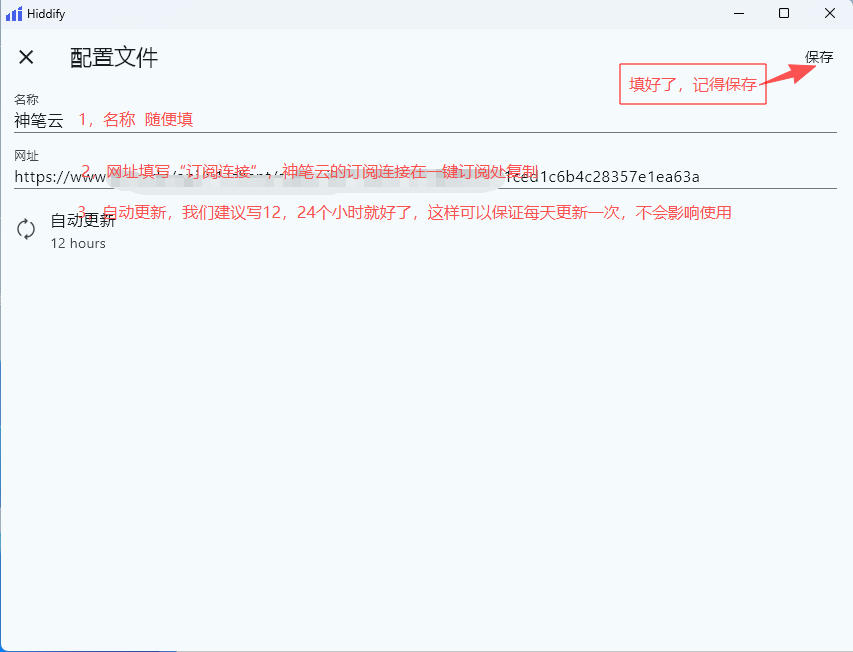 Hiddify
配置文件
保存
填好了，记得保存
名称
神笔云 1，名称 随便填
网址
2、网址填写“订阅连接”，神笔云的订阅连接在一键订阅处复制
https://www fced1c6b4c28357e1ea63a
3、自动更新，我们建议写12，24个小时就好了，这样可以保证每天更新一次，不会影响使用
自动更新
12 hours